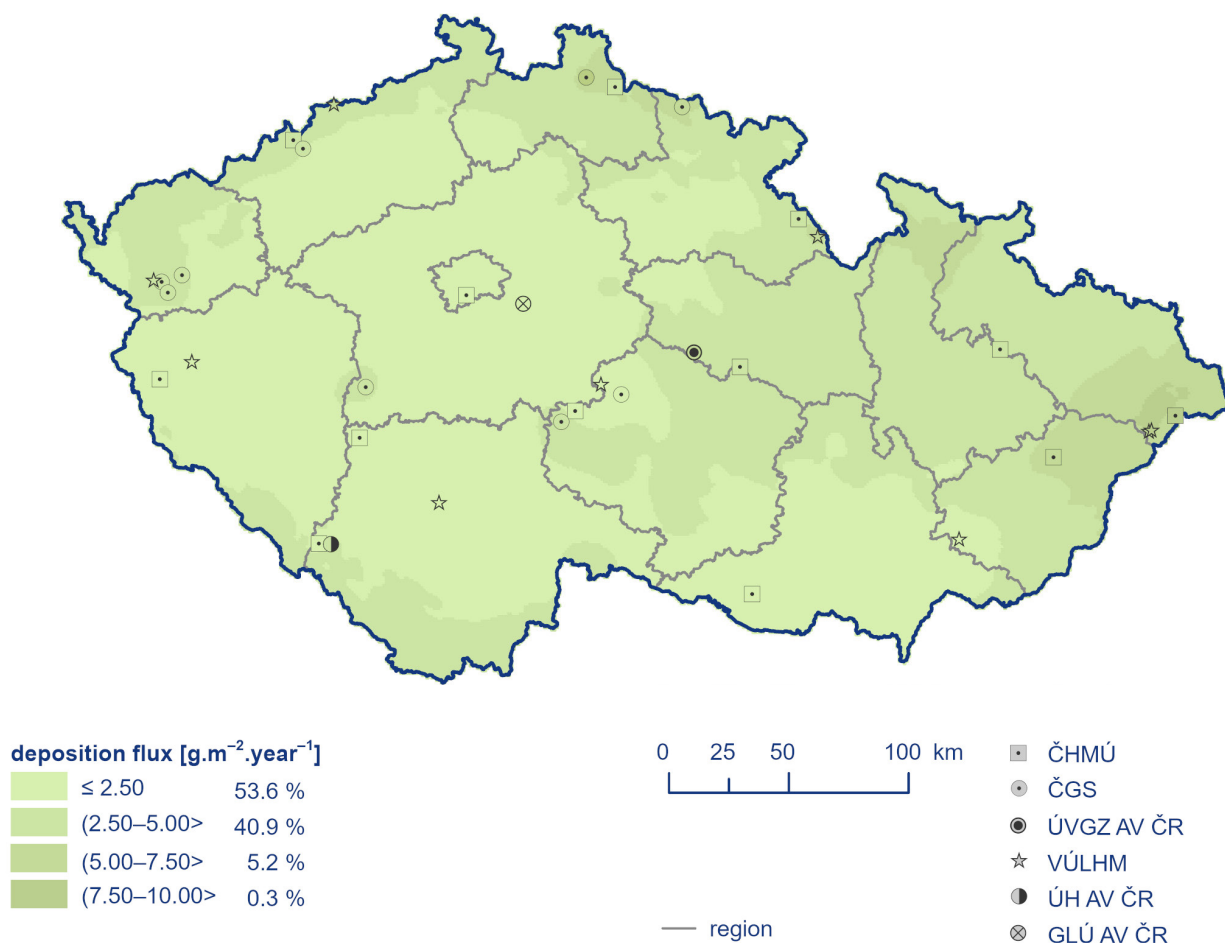 deposition flux [g.m⁻².year⁻¹]
≤ 2.50 53.6 %
(2.50–5.00> 40.9 %
(5.00–7.50> 5.2 %
(7.50–10.00> 0.3 %
0 25 50 100 km
region
ČHMÚ
ČGS
ÚVGZ AV ČR
VÚLHM
ÚH AV ČR
GLÚ AV ČR